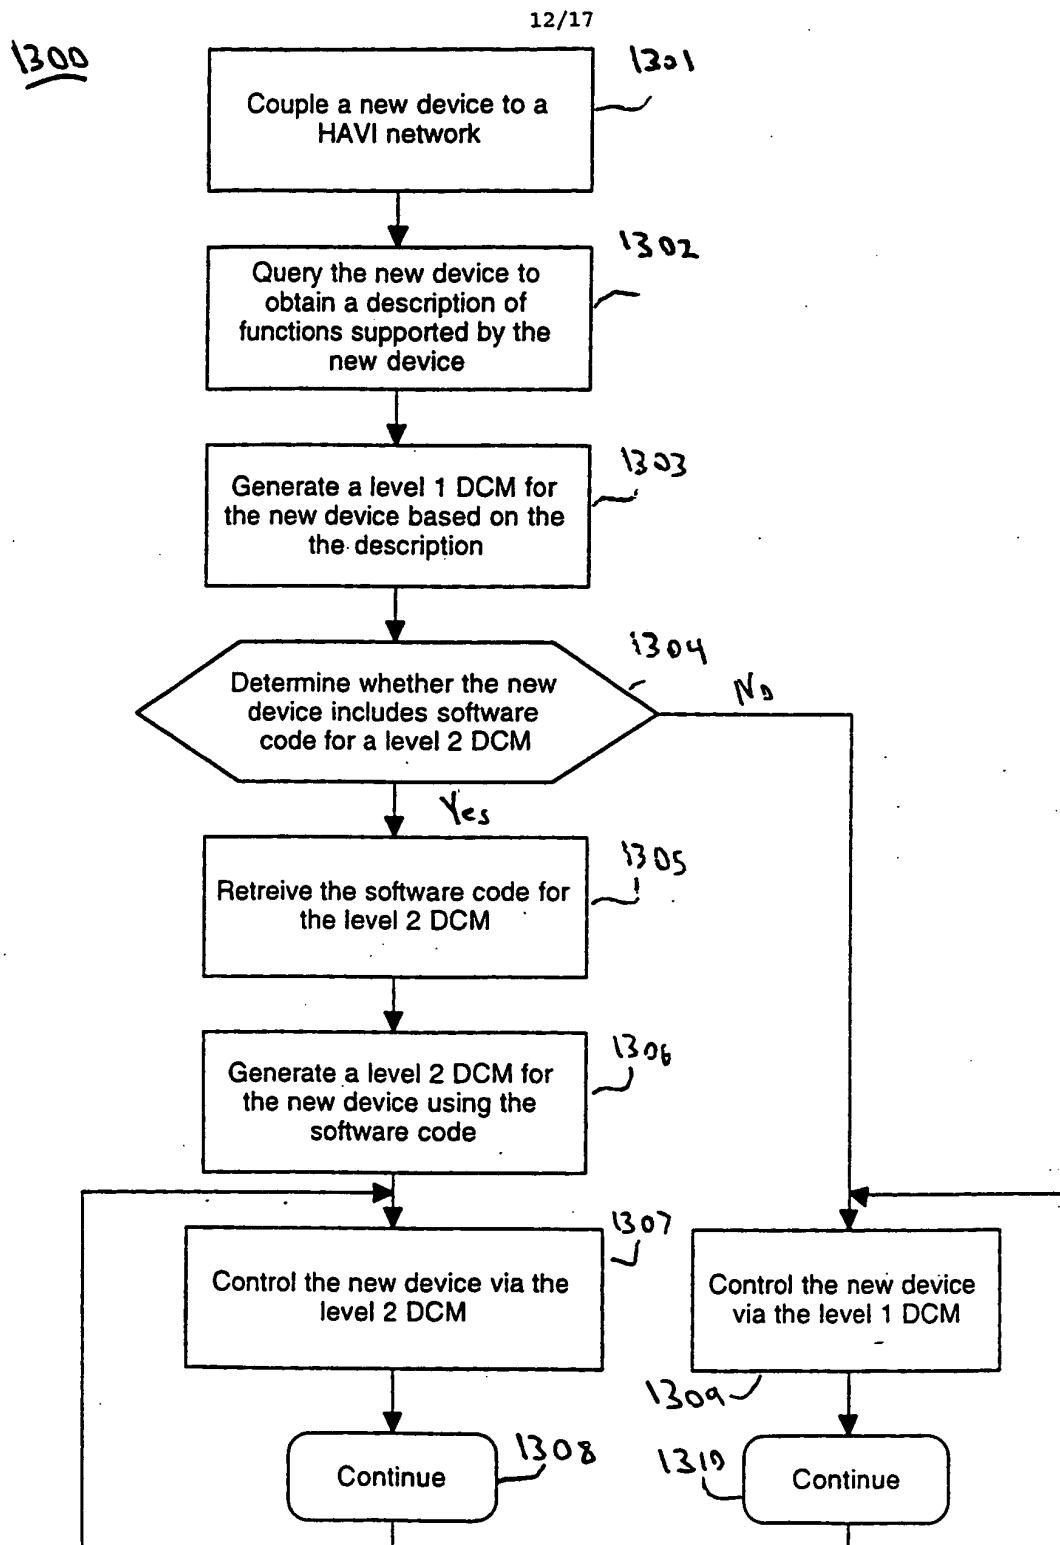 12/17
1300
1301
Couple a new device to a
HAVI network
1302
Query the new device to
obtain a description of
functions supported by the
new device
1303
Generate a level 1 DCM for
the new device based on the
the description
1304
Determine whether the new
device includes software
code for a level 2 DCM
No
Yes
1305
Retreive the software code for
the level 2 DCM
1306
Generate a level 2 DCM for
the new device using the
software code
1307
Control the new device via the
level 2 DCM
Control the new device
via the level 1 DCM
1309
1308
Continue
1310
Continue